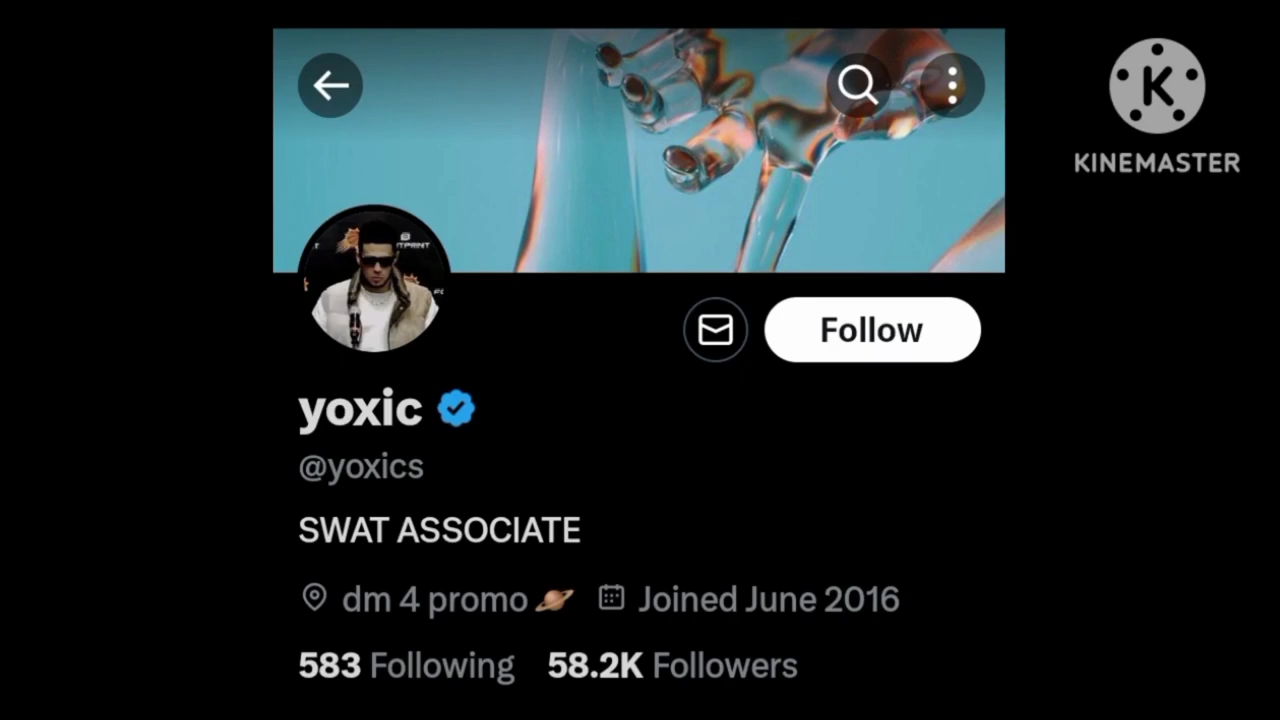 KINEMASTER
Follow
yoxic
@yoxics
SWAT ASSOCIATE
dm 4 promo 🪐 Joined June 2016
583 Following 58.2K Followers